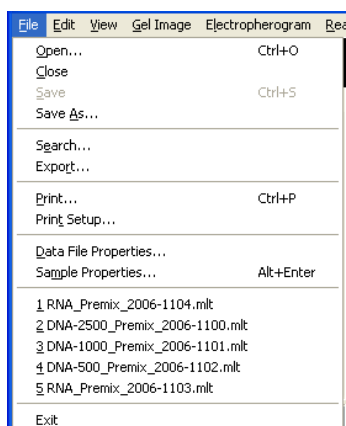 File Edit View Gel Image Electropherogram Rea
Open... Ctrl+O
Close
Save Ctrl+S
Save As...
Search...
Export...
Print... Ctrl+P
Print Setup...
Data File Properties...
Sample Properties... Alt+Enter
1 RNA_Premix_2006-1104.mlt
2 DNA-2500_Premix_2006-1100.mlt
3 DNA-1000_Premix_2006-1101.mlt
4 DNA-500_Premix_2006-1102.mlt
5 RNA_Premix_2006-1103.mlt
Exit